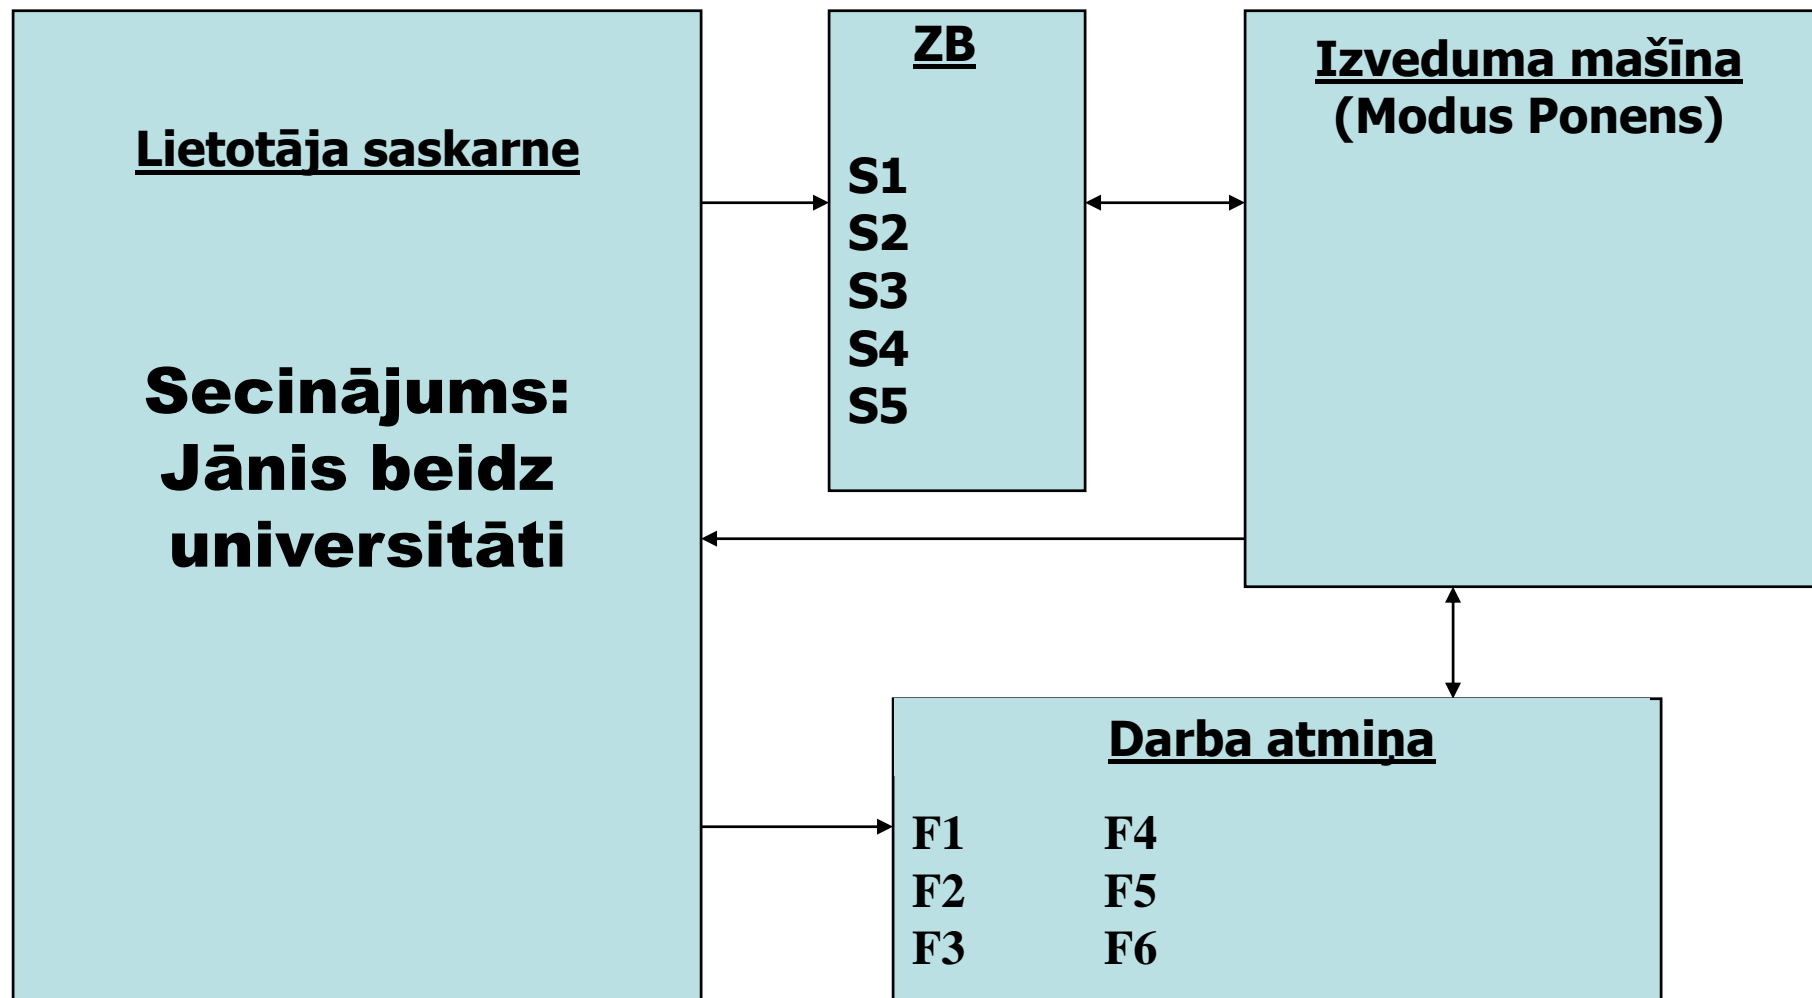 Lietotāja saskarne
Secinājums:
Jānis beidz
universitāti
ZB
S1
S2
S3
S4
S5
Izveduma mašīna
(Modus Ponens)
Darba atmiņa
F1 F4
F2 F5
F3 F6